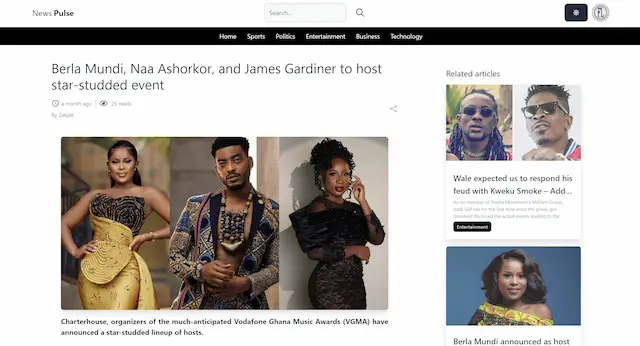 News Pulse
Search...
Home Sports Politics Entertainment Business Technology
Berla Mundi, Naa Ashorkor, and James Gardiner to host
star-studded event
a month ago | 25 reads
By Zakjak
Charterhouse, organizers of the much-anticipated Vodafone Ghana Music Awards (VGMA) have
announced a star-studded lineup of hosts.
Related articles
Wale expected us to respond his
feud with Kweku Smoke – Add...
Entertainment
Berla Mundi announced as host